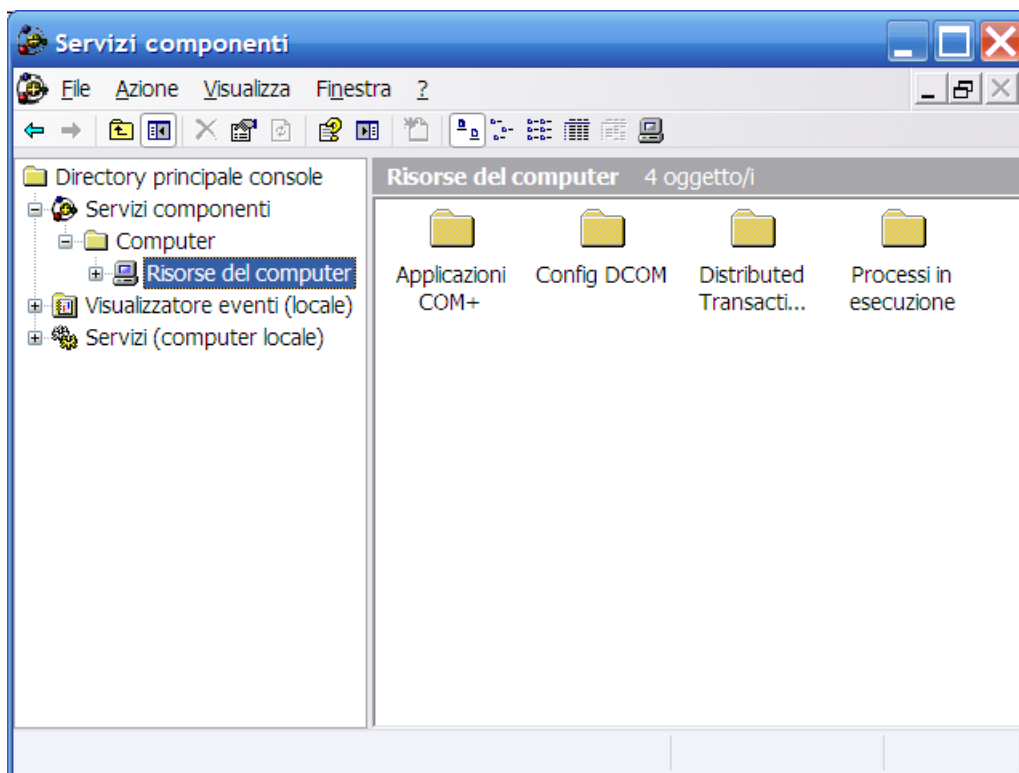 Servizi componenti
File Azione Visualizza Finestra ?
Directory principale console
Servizi componenti
Computer
Risorse del computer
Visualizzatore eventi (locale)
Servizi (computer locale)
Risorse del computer 4 oggetto/i
Applicazioni COM+
Config DCOM
Distributed Transacti...
Processi in esecuzione